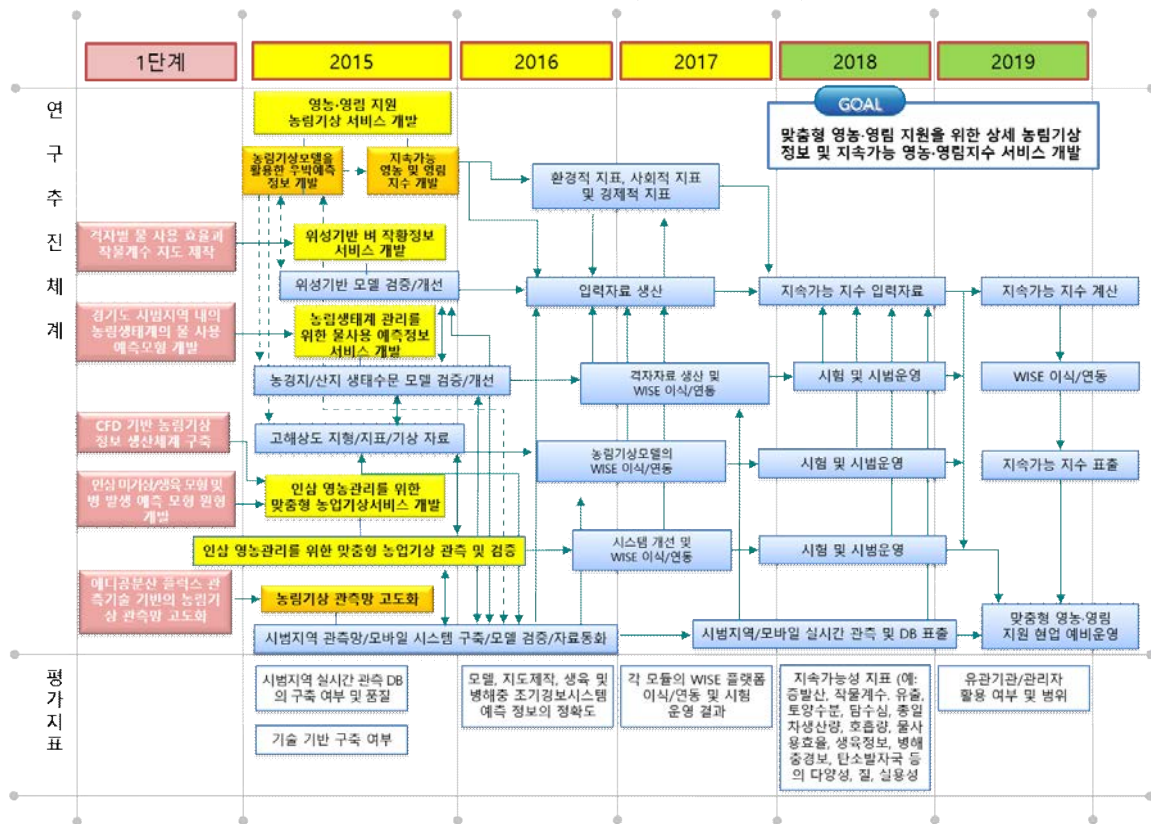 1단계
2015
2016
2017
2018
2019
연
구
추
진
체
계
GOAL
맞춤형 영농·영림 지원을 위한 상세 농림기상
정보 및 지속가능 영농·영림지수 서비스 개발
영농·영림 지원
농림기상 서비스 개발
농림기상모델을
활용한 우박예측
정보 개발
지속가능
영농 및 영림
지수 개발
환경적 지표, 사회적 지표
및 경제적 지표
격자별 물 사용 효율과
작물계수 지도 제작
위성기반 벼 작황정보
서비스 개발
위성기반 모델 검증/개선
입력자료 생산
지속가능 지수 입력자료
지속가능 지수 계산
경기도 시범지역 내의
농림생태계의 물 사용
예측모형 개발
농림생태계 관리를
위한 물사용 예측정보
서비스 개발
농경지/산지 생태수문 모델 검증/개선
격자자료 생산 및
WISE 이식/연동
시험 및 시범운영
WISE 이식/연동
CFD 기반 농림기상
정보 생산체계 구축
고해상도 지형/지표/기상 자료
농림기상모델의
WISE 이식/연동
시험 및 시범운영
지속가능 지수 표출
인삼 미기상/생육 모형 및
병 발생 예측 모형 원형
개발
인삼 영농관리를 위한
맞춤형 농업기상서비스 개발
인삼 영농관리를 위한 맞춤형 농업기상 관측 및 검증
시스템 개선 및
WISE 이식/연동
시험 및 시범운영
에디공분산 플럭스 관
측기술 기반의 농림기
상 관측망 고도화
농림기상 관측망 고도화
시범지역 관측망/모바일 시스템 구축/모델 검증/자료동화
시범지역/모바일 실시간 관측 및 DB 표출
맞춤형 영농·영림
지원 현업 예비운영
평
가
지
표
시범지역 실시간 관측 DB
의 구축 여부 및 품질
기술 기반 구축 여부
모델, 지도제작, 생육 및
병해충 조기경보시스템
예측 정보의 정확도
각 모듈의 WISE 플랫폼
이식/연동 및 시험
운영 결과
지속가능성 지표 (예:
증발산, 작물계수. 유출,
토양수분, 담수심, 총일
차생산량, 호흡량, 물사
용효율, 생육정보, 병해
충경보, 탄소발자국 등
의 다양성, 질, 실용성
유관기관/관리자
활용 여부 및 범위